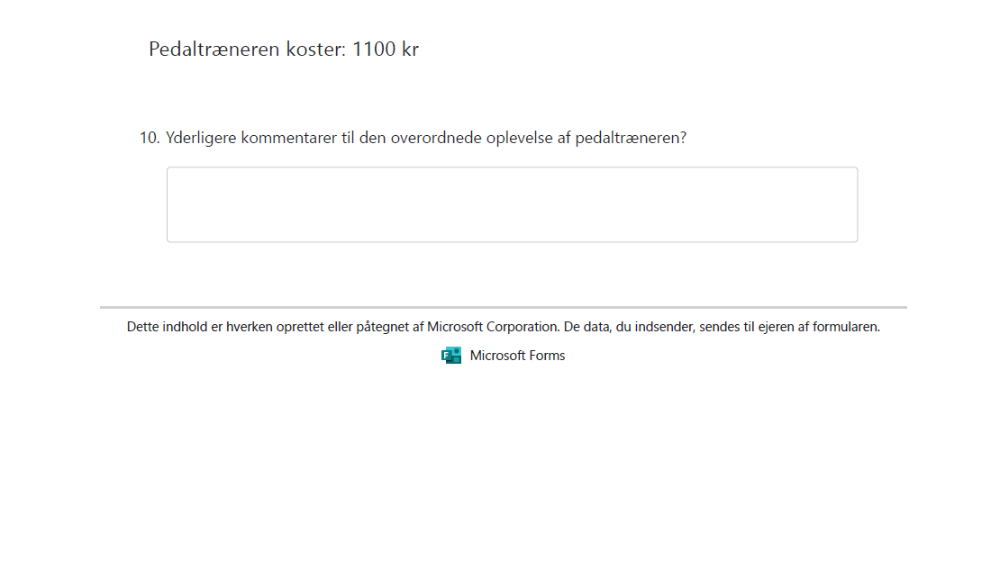 Pedaltræneren koster: 1100 kr
10. Yderligere kommentarer til den overordnede oplevelse af pedaltræneren?
Dette indhold er hverken oprettet eller påtegnet af Microsoft Corporation. De data, du indsender, sendes til ejeren af formularen.
Microsoft Forms